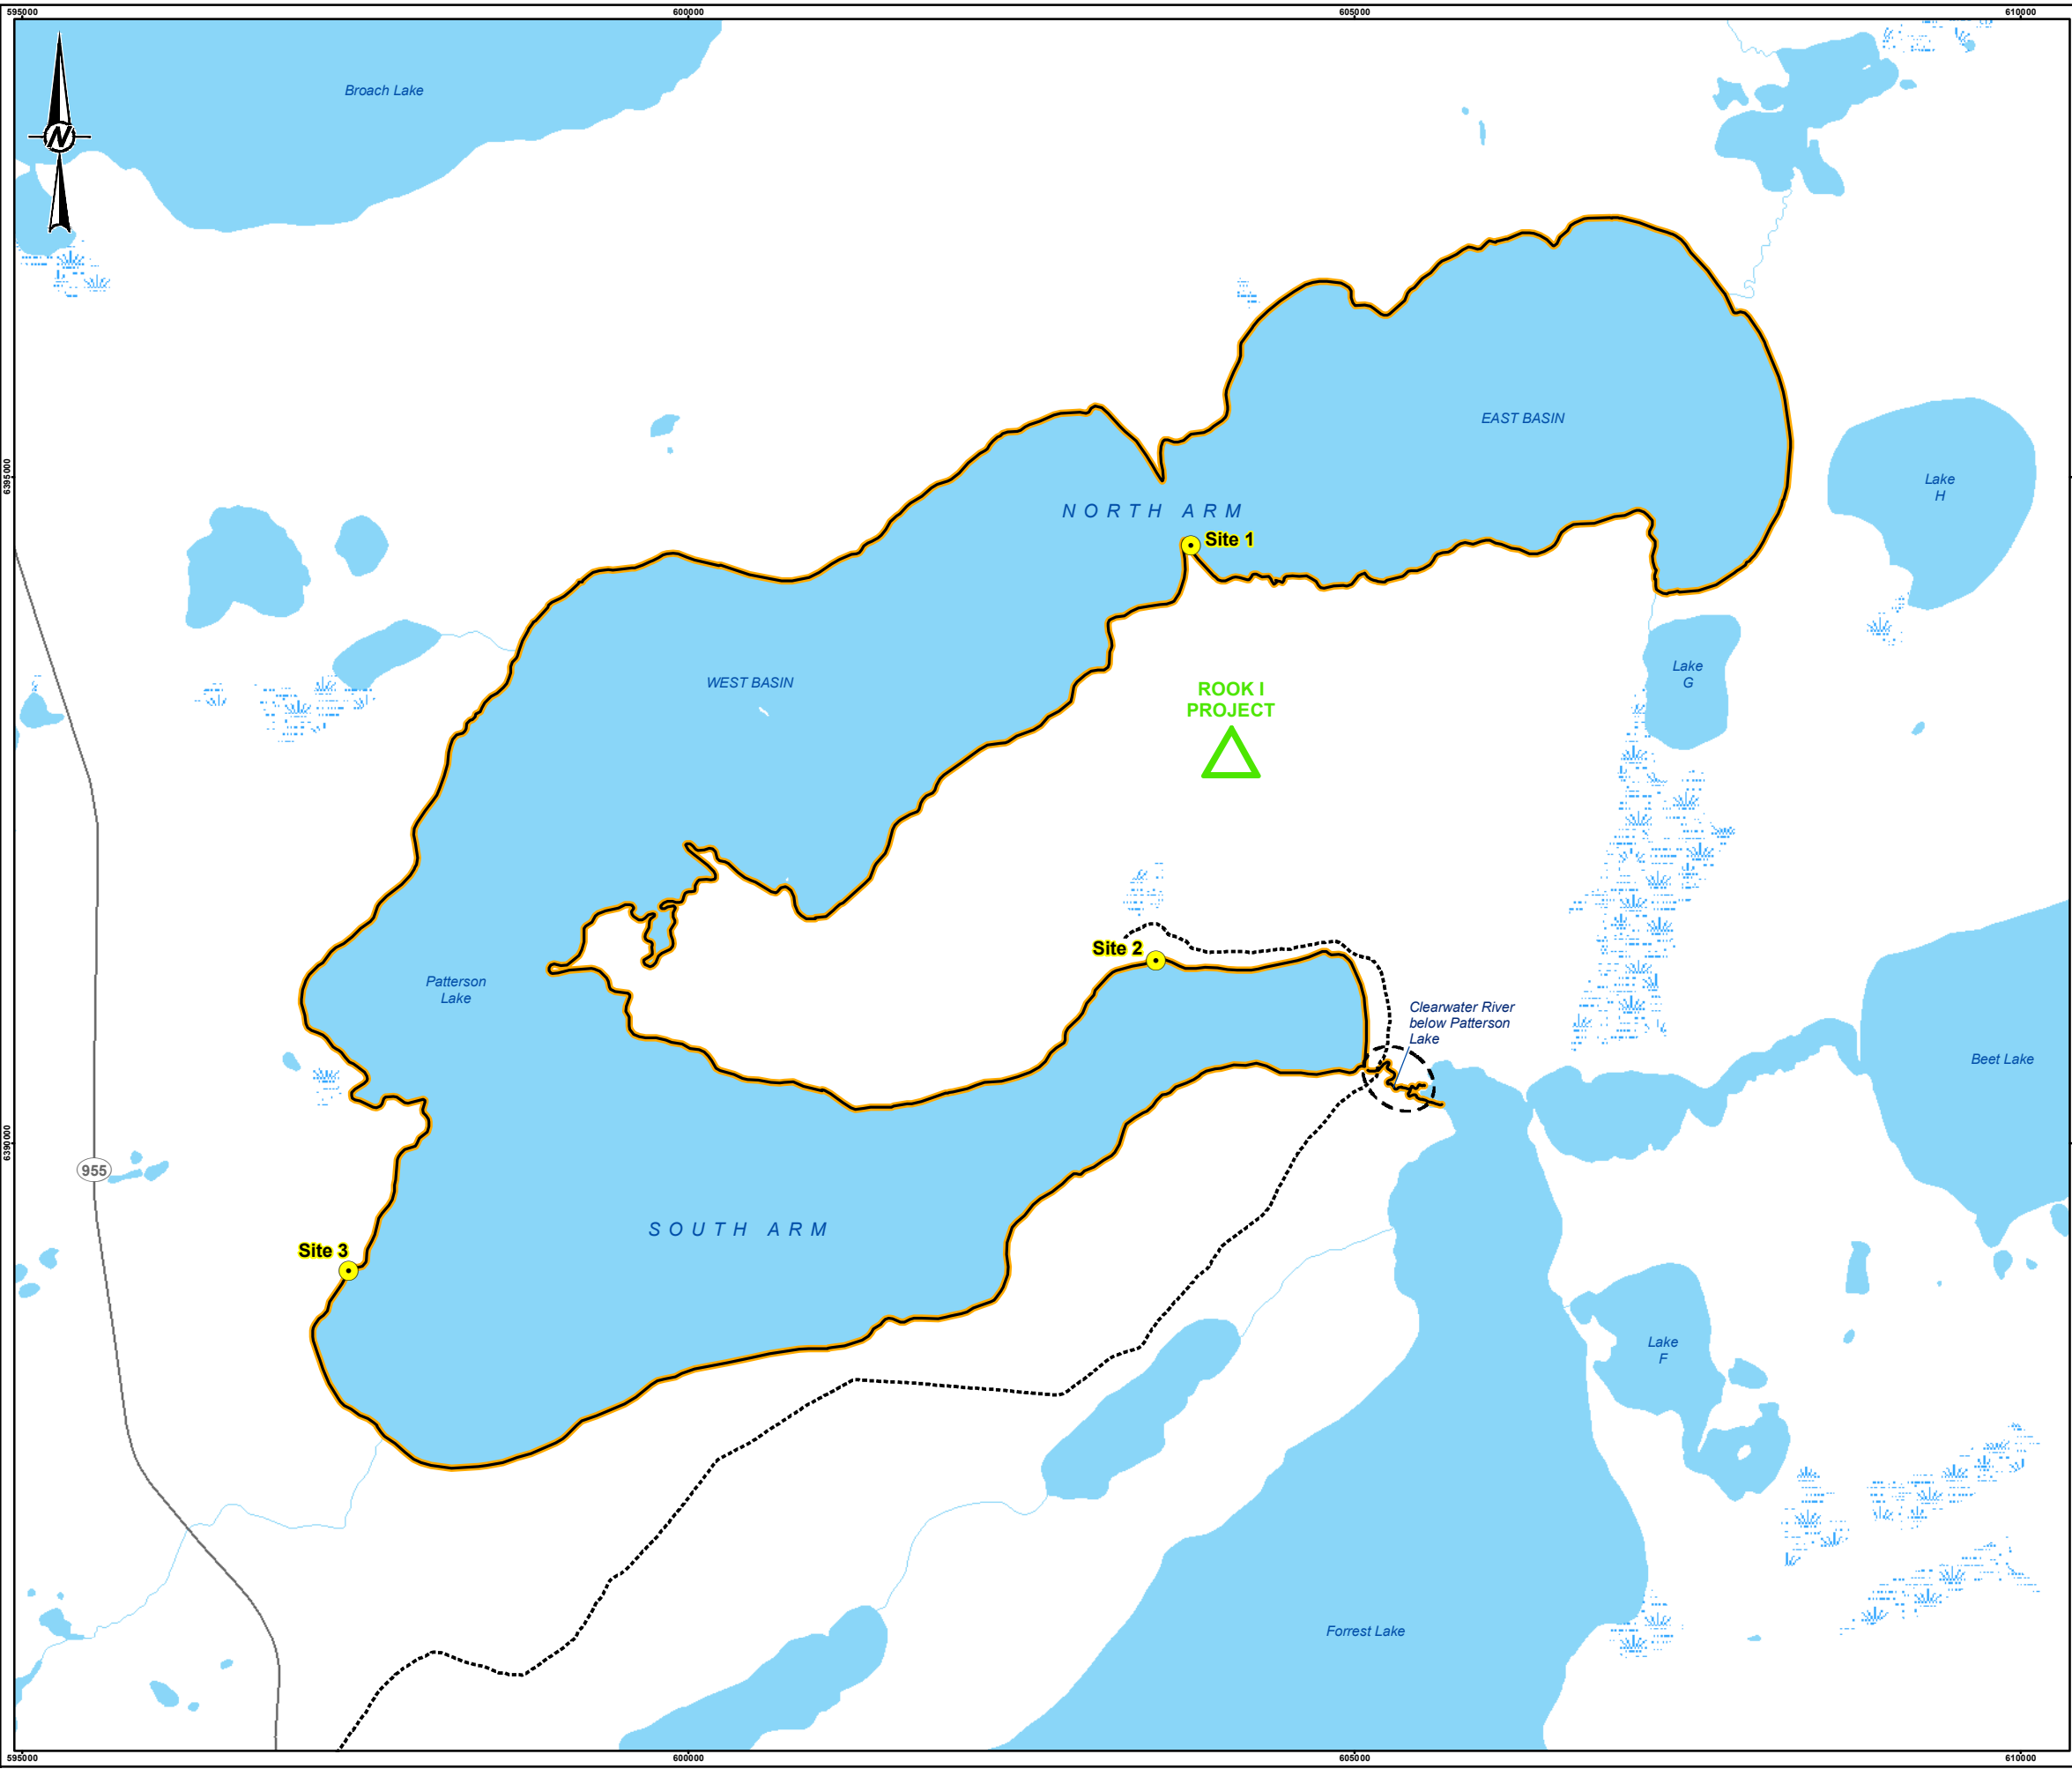 595000
600000
605000
610000
Broach Lake
N
EAST BASIN
6395000
Lake
H
NORTH ARM
Site 1
Lake
G
WEST BASIN
ROOK I
PROJECT
Site 2
Patterson
Lake
Clearwater River
below Patterson
Lake
Beet Lake
6390000
955
SOUTH ARM
Site 3
Lake
F
Forrest Lake
595000
600000
605000
610000